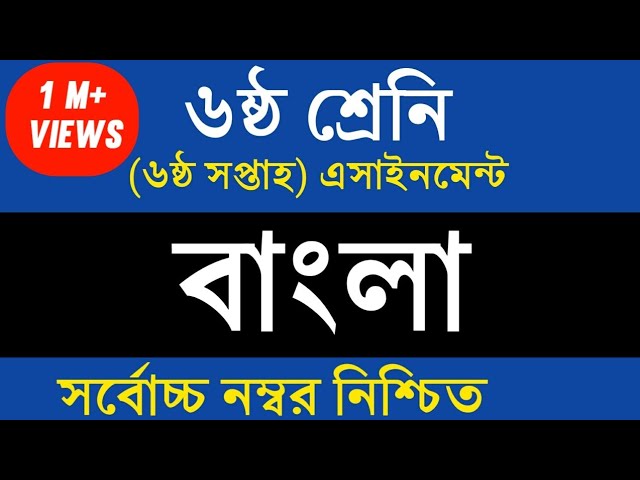 1 M+
VIEWS
৬ষ্ঠ শ্রেনি
(৬ষ্ঠ সপ্তাহ) এসাইনমেন্ট
বাংলা
সর্বোচ্চ নম্বর নিশ্চিত